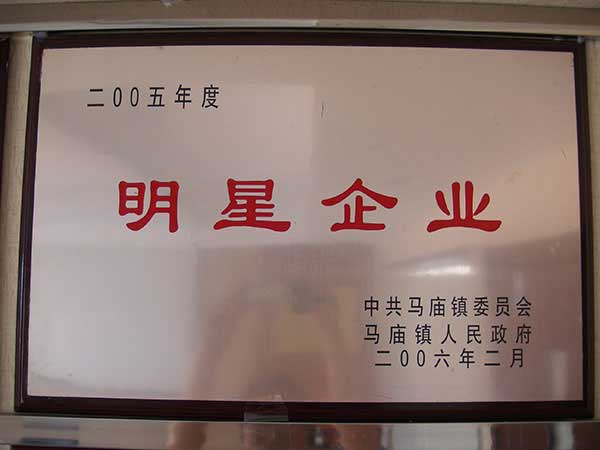 二00五年度
明星企业
中共马庙镇委员会
马庙镇人民政府
二00六年二月